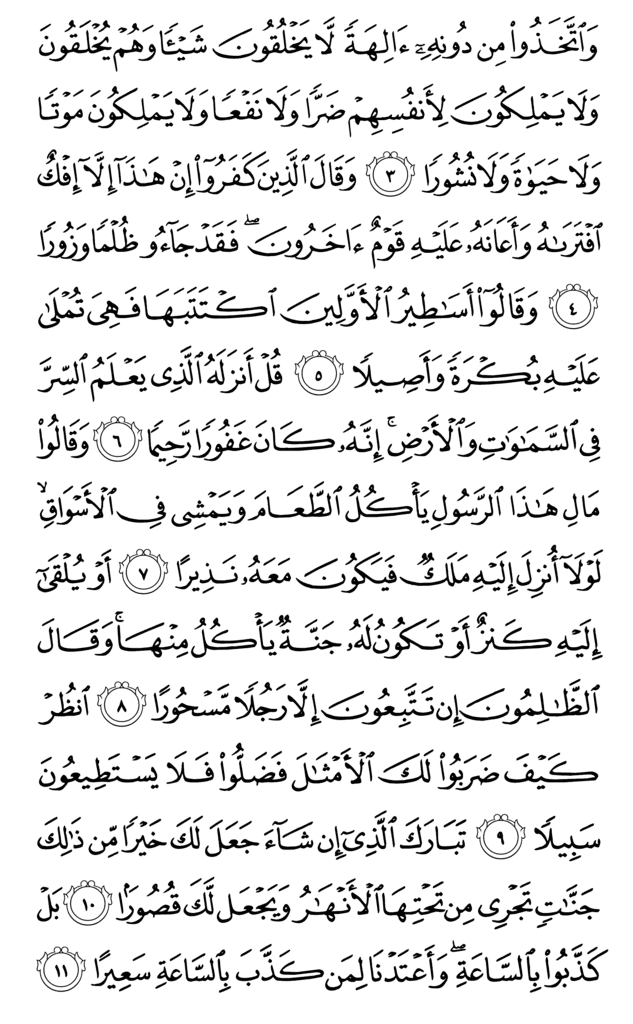 وَٱتَّخَذُواْ مِن دُونِهِۦٓ ءَالِهَةٗ لَّا يَخۡلُقُونَ شَيۡـٔٗا وَهُمۡ يُخۡلَقُونَ
وَلَا يَمۡلِكُونَ لِأَنفُسِهِمۡ ضَرّٗا وَلَا نَفۡعٗا وَلَا يَمۡلِكُونَ مَوۡتٗا
وَلَا حَيَوٰةٗ وَلَا نُشُورٗا ٣ وَقَالَ ٱلَّذِينَ كَفَرُوٓاْ إِنۡ هَٰذَآ إِلَّآ إِفۡكٌ
ٱفۡتَرَىٰهُ وَأَعَانَهُۥ عَلَيۡهِ قَوۡمٌ ءَاخَرُونَۖ فَقَدۡ جَآءُو ظُلۡمٗا وَزُورٗا
٤ وَقَالُوٓاْ أَسَٰطِيرُ ٱلۡأَوَّلِينَ ٱكۡتَتَبَهَا فَهِيَ تُمۡلَىٰ
عَلَيۡهِ بُكۡرَةٗ وَأَصِيلٗا ٥ قُلۡ أَنزَلَهُ ٱلَّذِي يَعۡلَمُ ٱلسِّرَّ
فِي ٱلسَّمَٰوَٰتِ وَٱلۡأَرۡضِۚ إِنَّهُۥ كَانَ غَفُورٗا رَّحِيمٗا ٦ وَقَالُواْ
مَالِ هَٰذَا ٱلرَّسُولِ يَأۡكُلُ ٱلطَّعَامَ وَيَمۡشِي فِي ٱلۡأَسۡوَاقِۙ
لَوۡلَآ أُنزِلَ إِلَيۡهِ مَلَكٞ فَيَكُونَ مَعَهُۥ نَذِيرًا ٧ أَوۡ يُلۡقَىٰٓ
إِلَيۡهِ كَنزٌ أَوۡ تَكُونُ لَهُۥ جَنَّةٞ يَأۡكُلُ مِنۡهَاۚ وَقَالَ
ٱلظَّٰلِمُونَ إِن تَتَّبِعُونَ إِلَّا رَجُلٗا مَّسۡحُورًا ٨ ٱنظُرۡ
كَيۡفَ ضَرَبُواْ لَكَ ٱلۡأَمۡثَٰلَ فَضَلُّواْ فَلَا يَسۡتَطِيعُونَ
سَبِيلٗا ٩ تَبَارَكَ ٱلَّذِيٓ إِن شَآءَ جَعَلَ لَكَ خَيۡرٗا مِّن ذَٰلِكَ
جَنَّٰتٖ تَجۡرِي مِن تَحۡتِهَا ٱلۡأَنۡهَٰرُ وَيَجۡعَل لَّكَ قُصُورَۢا ١٠ بَلۡ
كَذَّبُواْ بِٱلسَّاعَةِۖ وَأَعۡتَدۡنَا لِمَن كَذَّبَ بِٱلسَّاعَةِ سَعِيرًا ١١